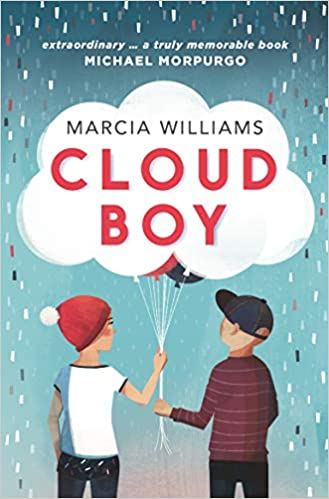 extraordinary ... a truly memorable book
MICHAEL MORPURGO
MARCIA WILLIAMS
CLOUD
BOY